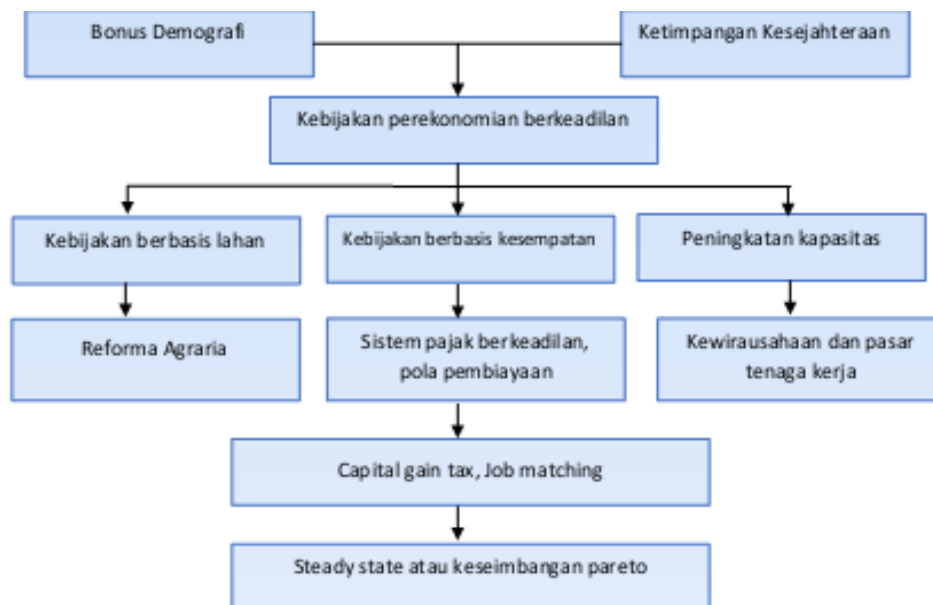 Bonus Demografi
Ketimpangan Kesejahteraan
Kebijakan perekonomian berkeadilan
Kebijakan berbasis lahan
Kebijakan berbasis kesempatan
Peningkatan kapasitas
Reforma Agraria
Sistem pajak berkeadilan,
pola pembiayaan
Kewirausahaan dan pasar
tenaga kerja
Capital gain tax, Job matching
Steady state atau keseimbangan pareto